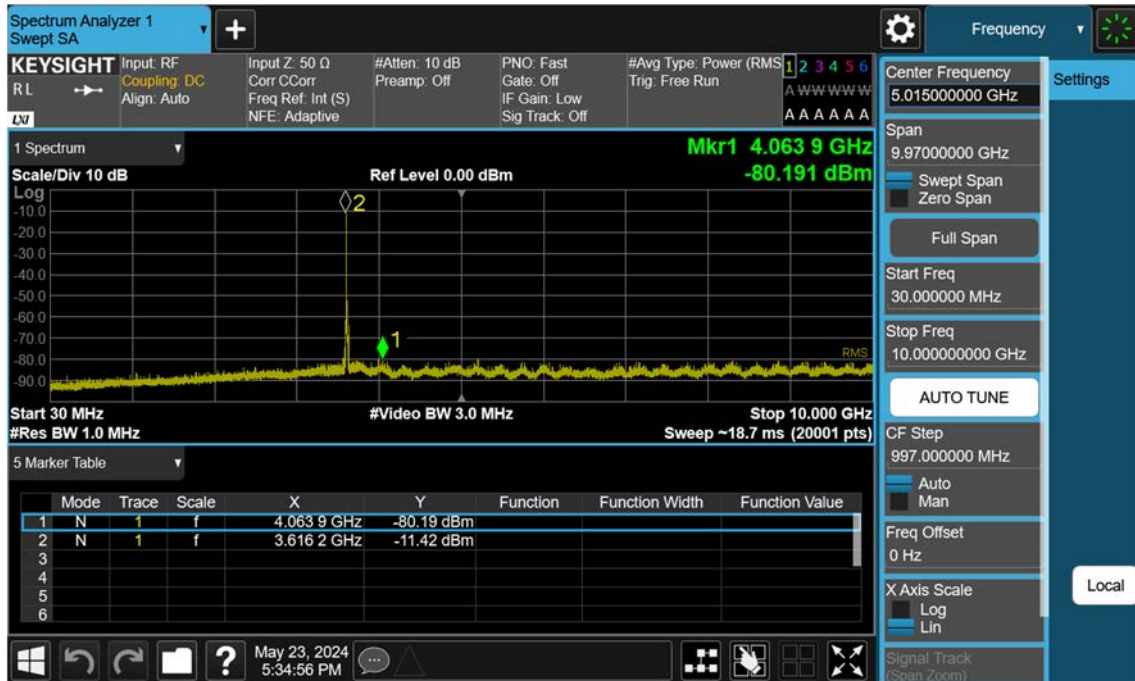 Spectrum Analyzer 1
Swept SA
Frequency
KEYSIGHT
R L
LXI
Input: RF
Coupling: DC
Align: Auto
Input Z: 50 Ω
Corr CCorr
Freq Ref: Int (S)
NFE: Adaptive
#Atten: 10 dB
Preamp: Off
PNO: Fast
Gate: Off
IF Gain: Low
Sig Track: Off
#Avg Type: Power (RMS
Trig: Free Run
1 2 3 4 5 6
A W W W W W
A A A A A A
1 Spectrum
Mkr1 4.063 9 GHz
Scale/Div 10 dB
Ref Level 0.00 dBm
-80.191 dBm
Log
-10.0
-20.0
-30.0
-40.0
-50.0
-60.0
-70.0
-80.0
-90.0
2
1
RMS
Start 30 MHz
#Video BW 3.0 MHz
Stop 10.000 GHz
#Res BW 1.0 MHz
Sweep ~18.7 ms (20001 pts)
5 Marker Table
Mode Trace Scale X Y Function Function Width Function Value
1 N 1 f 4.063 9 GHz -80.19 dBm
2 N 1 f 3.616 2 GHz -11.42 dBm
3
4
5
6
?
May 23, 2024
5:34:56 PM
Center Frequency
5.015000000 GHz
Settings
Span
9.97000000 GHz
Swept Span
Zero Span
Full Span
Start Freq
30.000000 MHz
Stop Freq
10.000000000 GHz
AUTO TUNE
CF Step
997.000000 MHz
Auto
Man
Freq Offset
0 Hz
X Axis Scale
Log
Lin
Local
Signal Track
(Span Zoom)